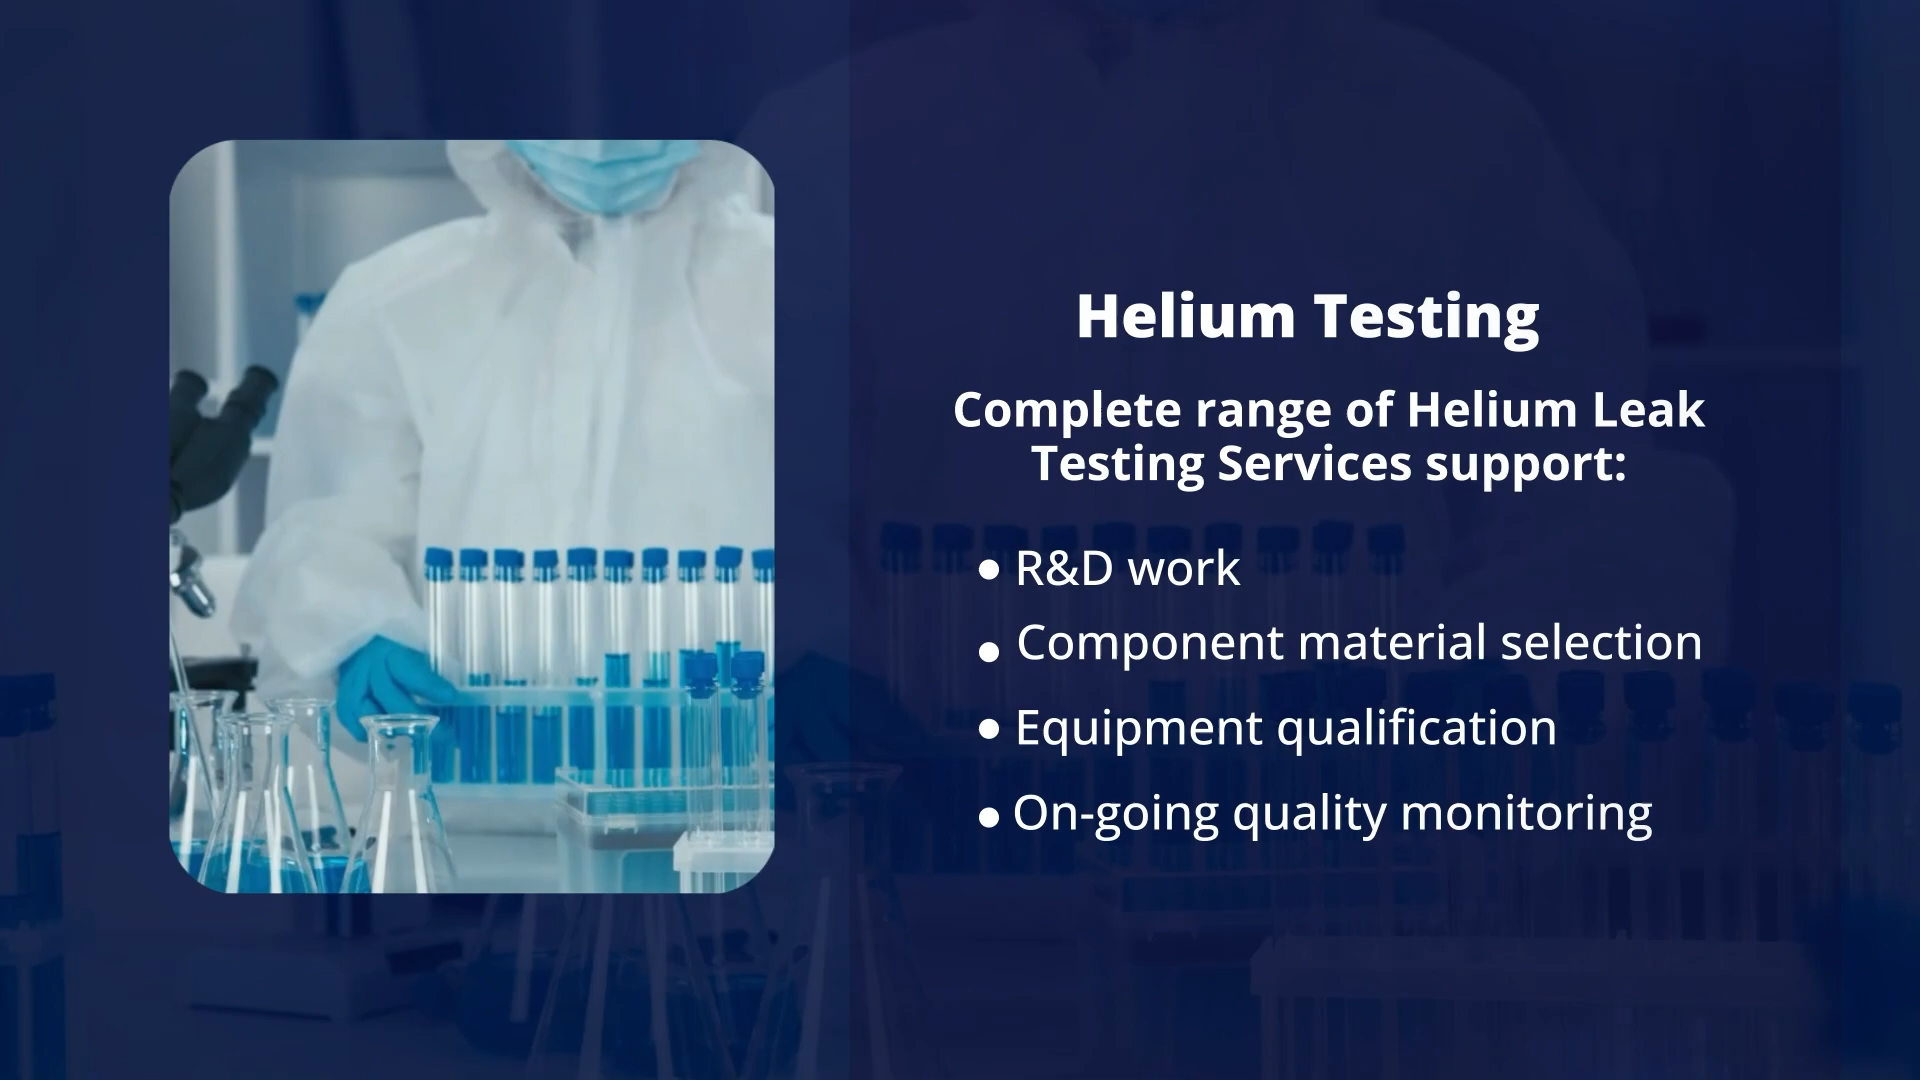 Helium Testing
Complete range of Helium Leak
Testing Services support:
• R&D work
• Component material selection
• Equipment qualification
• On-going quality monitoring